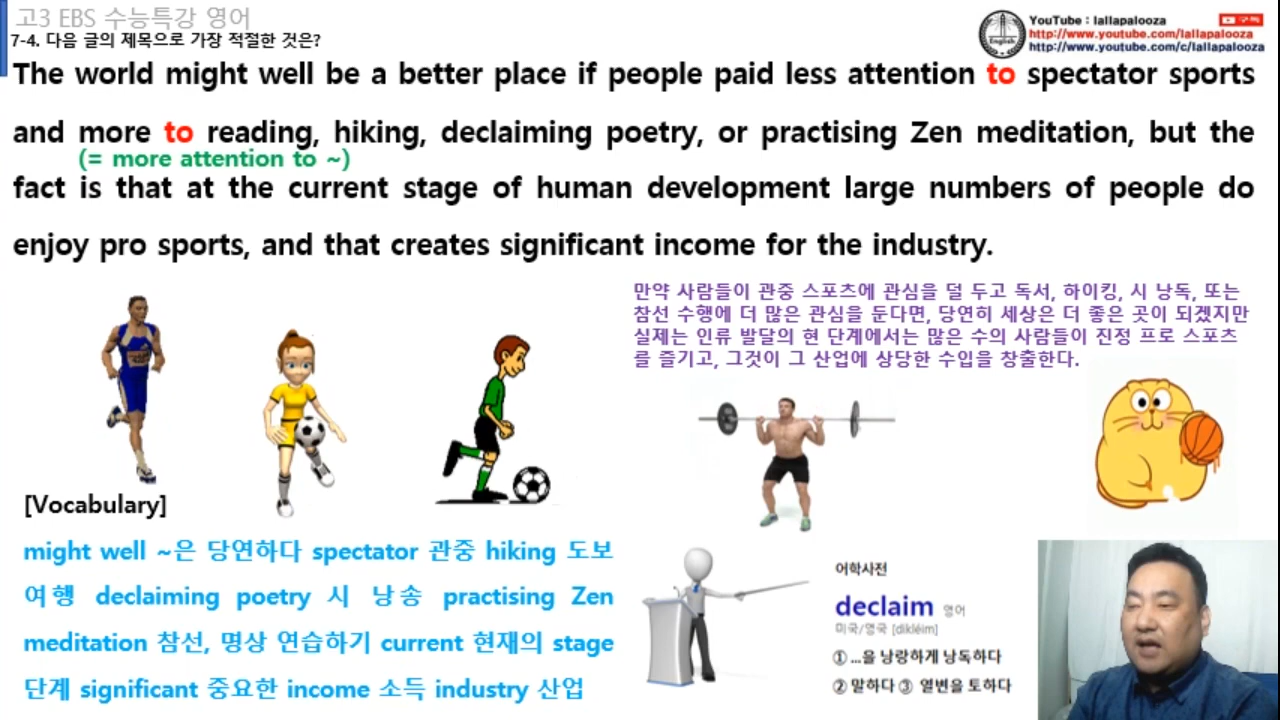 고3 EBS 수능특강 영어
7-4. 다음 글의 제목으로 가장 적절한 것은?
YouTube : lallapalooza
구독
http://www.youtube.com/lallapalooza
http://www.youtube.com/c/lallapalooza
English
The world might well be a better place if people paid less attention to spectator sports
and more to reading, hiking, declaiming poetry, or practising Zen meditation, but the
(= more attention to ~)
fact is that at the current stage of human development large numbers of people do
enjoy pro sports, and that creates significant income for the industry.
만약 사람들이 관중 스포츠에 관심을 덜 두고 독서, 하이킹, 시 낭독, 또는
참선 수행에 더 많은 관심을 둔다면, 당연히 세상은 더 좋은 곳이 되겠지만
실제는 인류 발달의 현 단계에서는 많은 수의 사람들이 진정 프로 스포츠
를 즐기고, 그것이 그 산업에 상당한 수입을 창출한다.
[Vocabulary]
might well ~은 당연하다 spectator 관중 hiking 도보
여행 declaiming poetry 시 낭송 practising Zen
meditation 참선, 명상 연습하기 current 현재의 stage
단계 significant 중요한 income 소득 industry 산업
어학사전
declaim 영어
미국/영국 [dikléim]
① ...을 낭랑하게 낭독하다
② 말하다 ③ 열변을 토하다